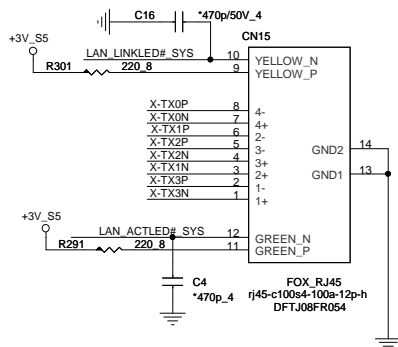 C16 *470p/50V_4
CN15
+3V_S5 LAN_LINKLED#_SYS 10 YELLOW_N
R301 220_8 9 YELLOW_P
X-TX0P 8 4-
X-TX0N 7 4+
X-TX1P 6 2-
X-TX2P 5 3-
X-TX2N 4 3+
X-TX1N 3 2+
X-TX3P 2 1-
X-TX3N 1 1+
GND2 14
GND1 13
+3V_S5 LAN_ACTLED#_SYS 12 GREEN_N
R291 220_8 11 GREEN_P
C4
*470p_4
FOX_RJ45
rj45-c100s4-100a-12p-h
DFTJ08FR054